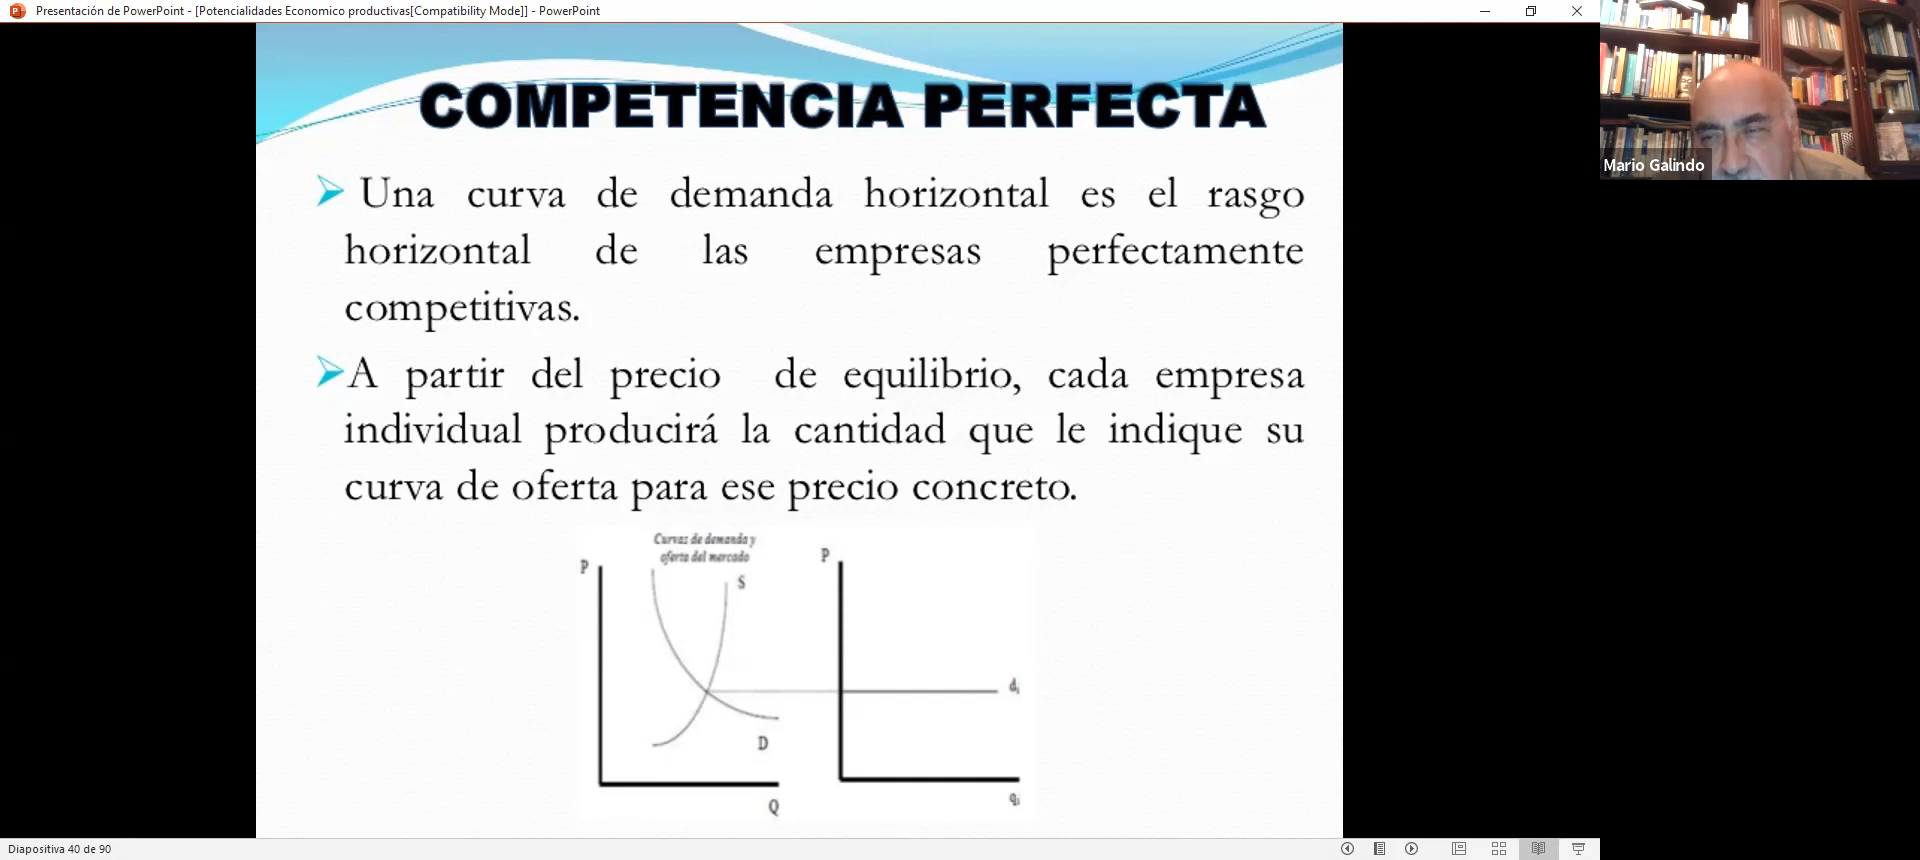 Presentación de PowerPoint - [Potencialidades Economico productivas[Compatibility Mode]] - PowerPoint
Mario Galindo
COMPETENCIA PERFECTA
Una curva de demanda horizontal es el rasgo
horizontal de las empresas perfectamente
competitivas.
A partir del precio de equilibrio, cada empresa
individual producirá la cantidad que le indique su
curva de oferta para ese precio concreto.
Curvas de demanda y
oferta del mercado
P
S
D
Q
P
di
qi
Diapositiva 40 de 90